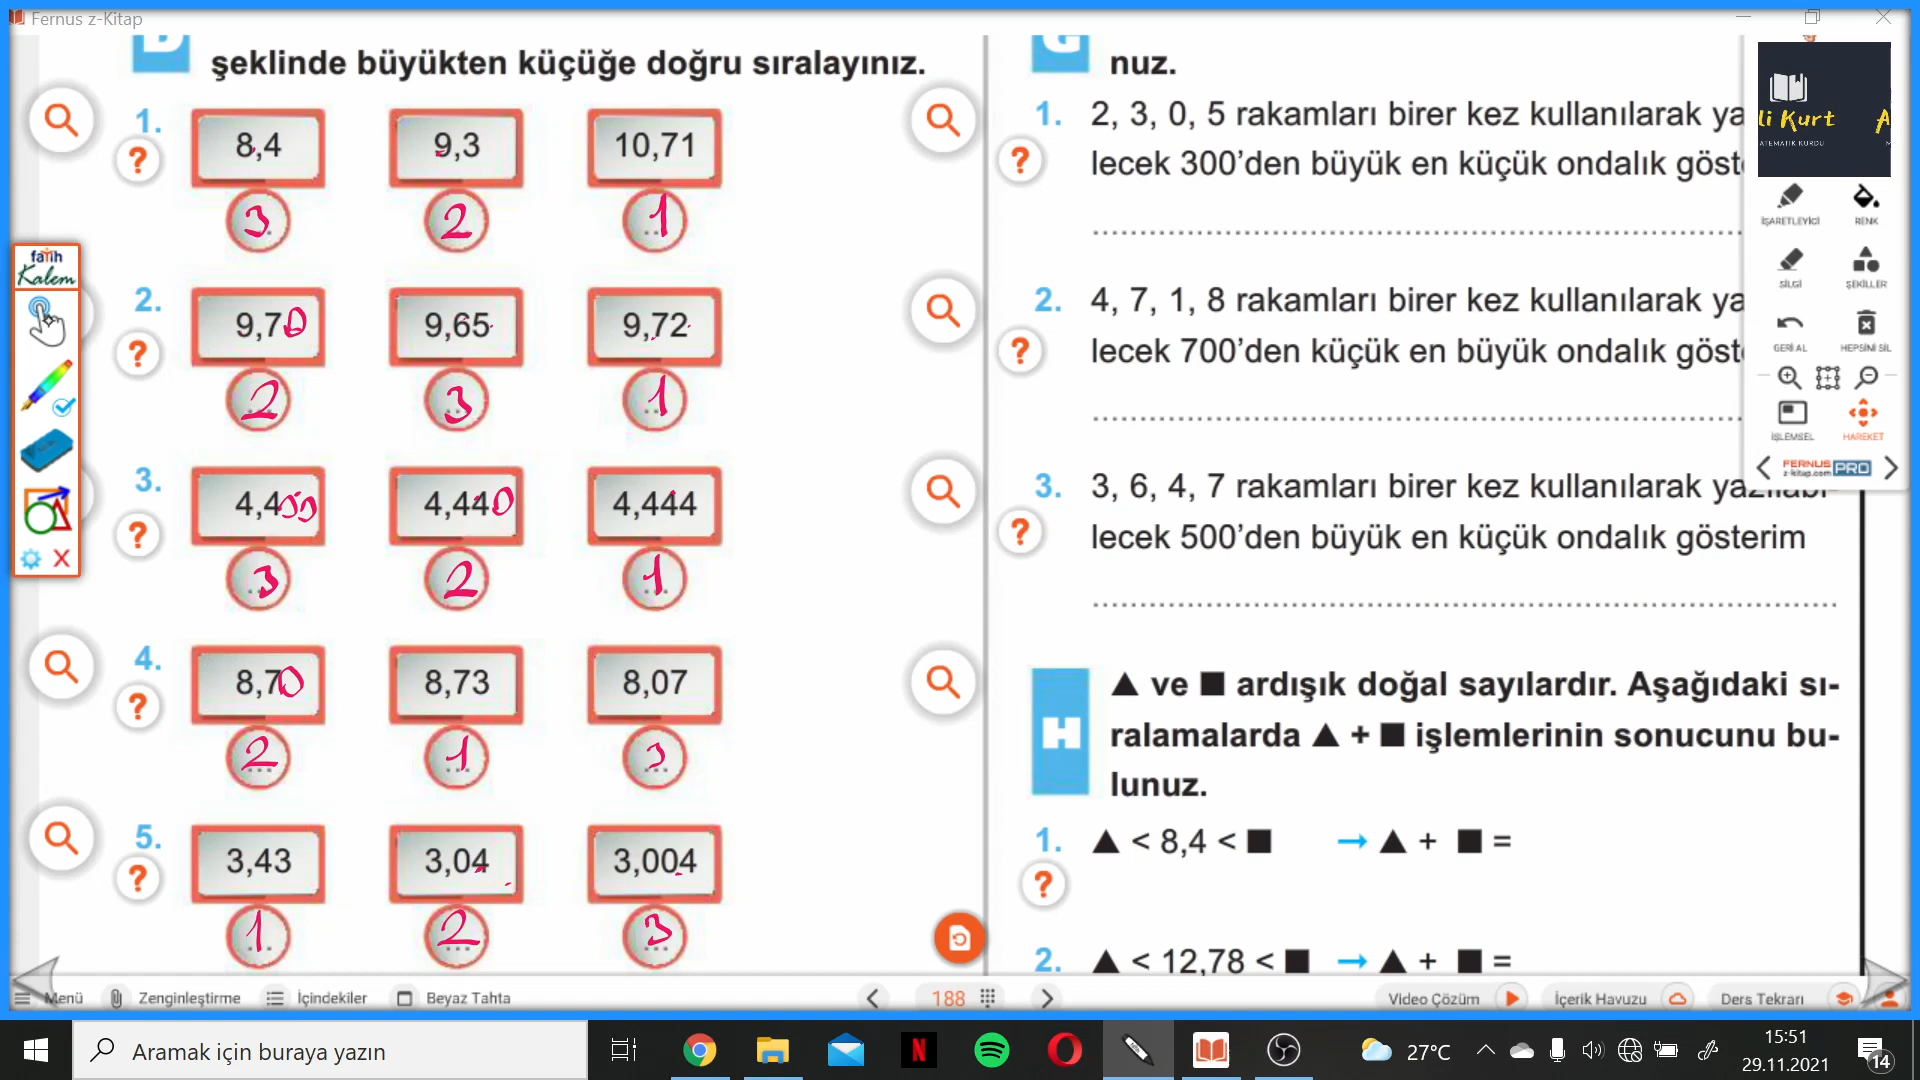 Fernus z-Kitap
şeklinde büyükten küçüğe doğru sıralayınız.
1.
8,4
9,3
10,71
?
3
2
1
2.
9,70
9,65
9,72
?
2
3
1
3.
4,4
4,440
4,444
?
3
2
1
4.
8,70
8,73
8,07
?
2
1
3
5.
3,43
3,04
3,004
?
1
2
3
G
nuz.
1. 2, 3, 0, 5 rakamları birer kez kullanılarak ya
? lecek 300'den büyük en küçük ondalık göst
2. 4, 7, 1, 8 rakamları birer kez kullanılarak ya
? lecek 700'den küçük en büyük ondalık göst
3. 3, 6, 4, 7 rakamları birer kez kullanılarak yazılabi-
? lecek 500'den büyük en küçük ondalık gösterim
H
▲ ve ■ ardışık doğal sayılardır. Aşağıdaki sı-
ralamalarda ▲ + ■ işlemlerinin sonucunu bu-
lunuz.
1. ▲ < 8,4 < ■ → ▲ + ■ =
?
2. ▲ < 12,78 < ■ → ▲ + ■ =
fatih
Kalem
li Kurt A
ATEMATİK KURDU M
İŞARETLEYİCİ RENK
SİLGİ ŞEKİLLER
GERİ AL HEPSİNİ SİL
İŞLEMSEL HAREKET
FERNUS
z-kitap.com PRO
Menü Zenginleştirme İçindekiler Beyaz Tahta 188 Video Çözüm İçerik Havuzu Ders Tekrarı
Aramak için buraya yazın
27°C
15:51
29.11.2021
14